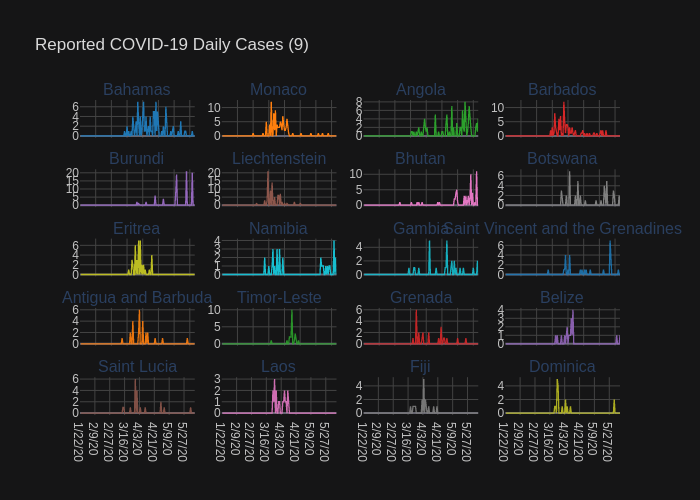 Reported COVID-19 Daily Cases (9)
Bahamas Monaco Angola Barbados
6 4 2 0 10 5 0 8 6 4 2 0 10 5 0
Burundi Liechtenstein Bhutan Botswana
20 15 10 5 0 20 15 10 5 0 10 5 0 6 4 2 0
Eritrea Namibia Gambia Saint Vincent and the Grenadines
6 4 2 0 4 3 2 1 0 4 2 0 6 4 2 0
Antigua and Barbuda Timor-Leste Grenada Belize
6 4 2 0 10 5 0 6 4 2 0 4 3 2 1 0
Saint Lucia Laos Fiji Dominica
6 4 2 0 3 2 1 0 4 2 0 4 2 0
1/22/20 2/9/20 2/27/20 3/16/20 4/3/20 4/21/20 5/9/20 5/27/20 1/22/20 2/9/20 2/27/20 3/16/20 4/3/20 4/21/20 5/9/20 5/27/20 1/22/20 2/9/20 2/27/20 3/16/20 4/3/20 4/21/20 5/9/20 5/27/20 1/22/20 2/9/20 2/27/20 3/16/20 4/3/20 4/21/20 5/9/20 5/27/20